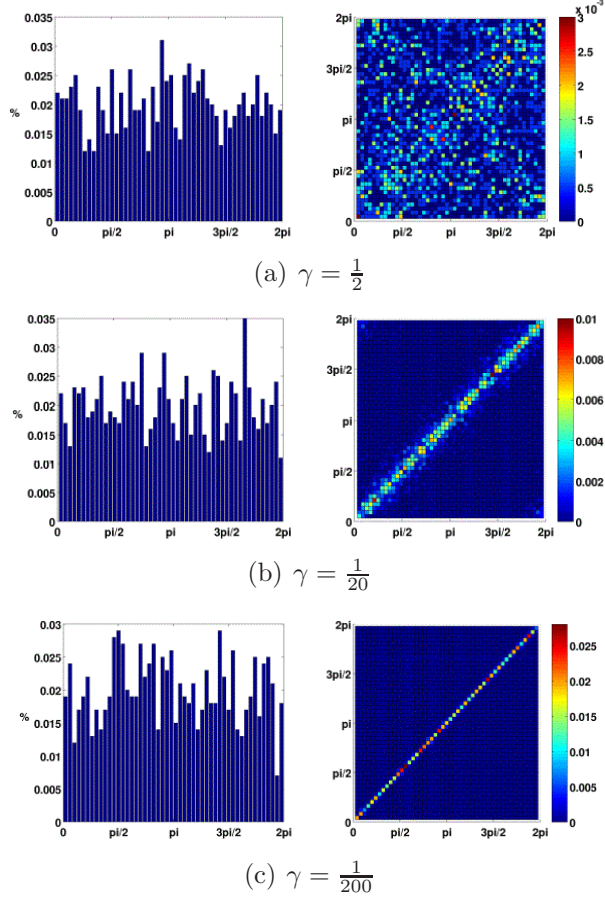 x 10⁻³
0.035
0.03
0.025
0.02
0.015
0.01
0.005
0
%
0 pi/2 pi 3pi/2 2pi
2pi
3pi/2
pi
pi/2
0
0 pi/2 pi 3pi/2 2pi
3
2.5
2
1.5
1
0.5
0
(a) γ = 1/2
0.035
0.03
0.025
0.02
0.015
0.01
0.005
0
%
0 pi/2 pi 3pi/2 2pi
2pi
3pi/2
pi
pi/2
0
0 pi/2 pi 3pi/2 2pi
0.01
0.008
0.006
0.004
0.002
0
(b) γ = 1/20
0.03
0.025
0.02
0.015
0.01
0.005
0
%
0 pi/2 pi 3pi/2 2pi
2pi
3pi/2
pi
pi/2
0
0 pi/2 pi 3pi/2 2pi
0.025
0.02
0.015
0.01
0.005
0
(c) γ = 1/200